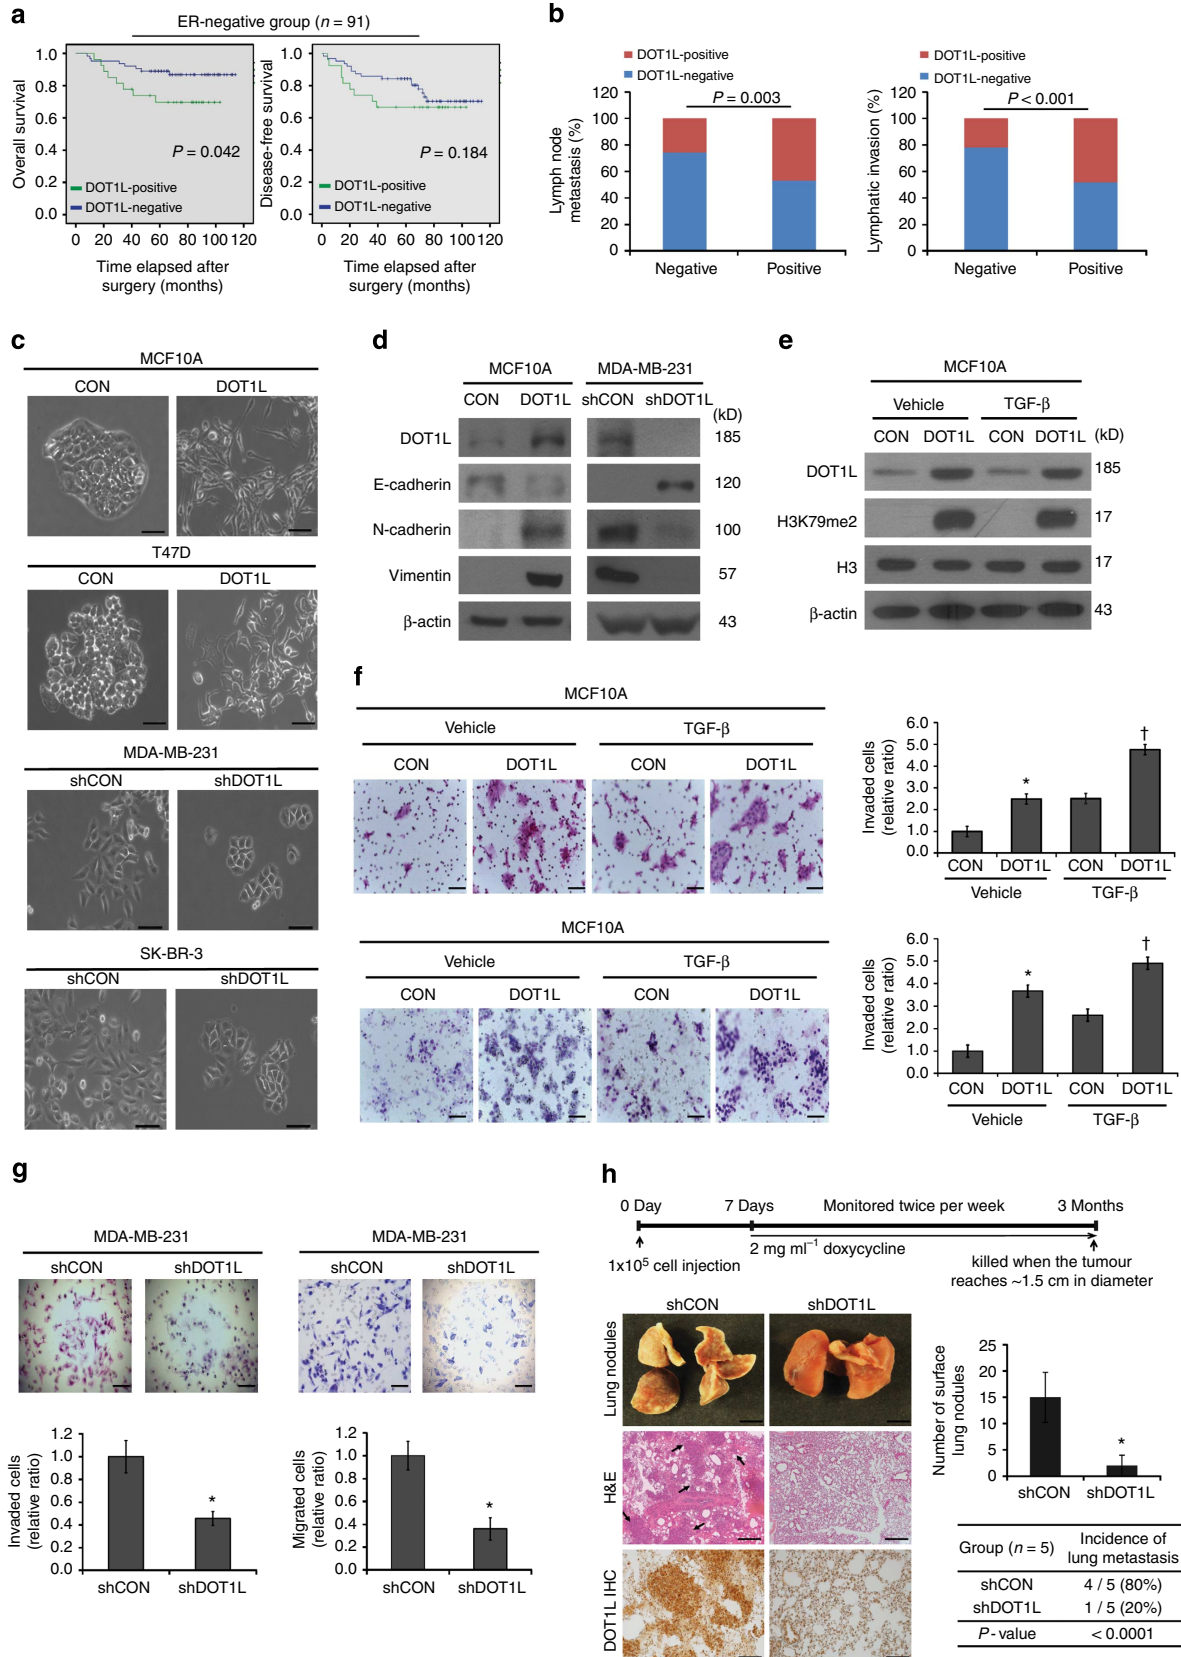 a
ER-negative group (n = 91)
Overall survival
1.0
0.8
0.6
0.4
0.2
0.0
P = 0.042
DOT1L-positive
DOT1L-negative
0 20 40 60 80 100 120
Time elapsed after
surgery (months)
Disease-free survival
1.0
0.8
0.6
0.4
0.2
0.0
P = 0.184
DOT1L-positive
DOT1L-negative
0 20 40 60 80 100 120
Time elapsed after
surgery (months)
b
DOT1L-positive
DOT1L-negative
Lymph node
metastasis (%)
120
100
80
60
40
20
0
P = 0.003
Negative Positive
DOT1L-positive
DOT1L-negative
Lymphatic invasion (%)
120
100
80
60
40
20
0
P < 0.001
Negative Positive
c
MCF10A
CON DOT1L
T47D
CON DOT1L
MDA-MB-231
shCON shDOT1L
SK-BR-3
shCON shDOT1L
d
MCF10A MDA-MB-231
CON DOT1L shCON shDOT1L
(kD)
DOT1L 185
E-cadherin 120
N-cadherin 100
Vimentin 57
β-actin 43
e
MCF10A
Vehicle TGF-β
CON DOT1L CON DOT1L (kD)
DOT1L 185
H3K79me2 17
H3 17
β-actin 43
f
MCF10A
Vehicle TGF-β
CON DOT1L CON DOT1L
Invaded cells
(relative ratio)
6.0
5.0
4.0
3.0
2.0
1.0
0.0
*
†
CON DOT1L CON DOT1L
Vehicle TGF-β
MCF10A
Vehicle TGF-β
CON DOT1L CON DOT1L
Invaded cells
(relative ratio)
6.0
5.0
4.0
3.0
2.0
1.0
0.0
*
†
CON DOT1L CON DOT1L
Vehicle TGF-β
g
MDA-MB-231
shCON shDOT1L
Invaded cells
(relative ratio)
1.2
1.0
0.8
0.6
0.4
0.2
0.0
*
shCON shDOT1L
MDA-MB-231
shCON shDOT1L
Migrated cells
(relative ratio)
1.2
1.0
0.8
0.6
0.4
0.2
0.0
*
shCON shDOT1L
h
0 Day 7 Days Monitored twice per week 3 Months
1x10⁵ cell injection
2 mg ml⁻¹ doxycycline
killed when the tumour
reaches ~1.5 cm in diameter
shCON shDOT1L
Lung nodules
H&E
DOT1L IHC
Number of surface
lung nodules
25
20
15
10
5
0
*
shCON shDOT1L
Group (n = 5) Incidence of
lung metastasis
shCON 4 / 5 (80%)
shDOT1L 1 / 5 (20%)
P - value < 0.0001